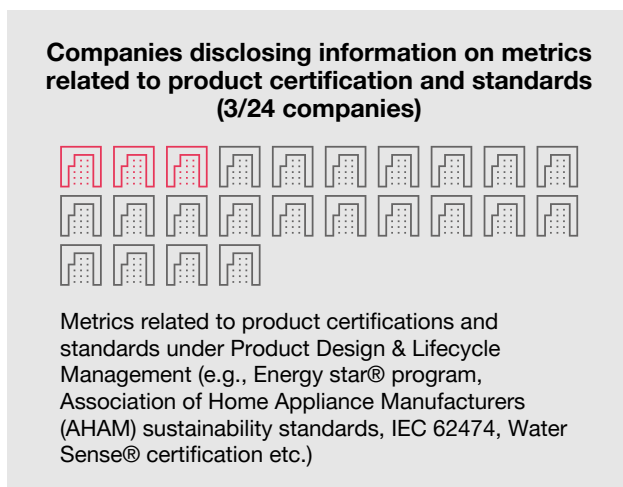 Companies disclosing information on metrics
related to product certification and standards
(3/24 companies)
Metrics related to product certifications and
standards under Product Design & Lifecycle
Management (e.g., Energy star® program,
Association of Home Appliance Manufacturers
(AHAM) sustainability standards, IEC 62474, Water
Sense® certification etc.)